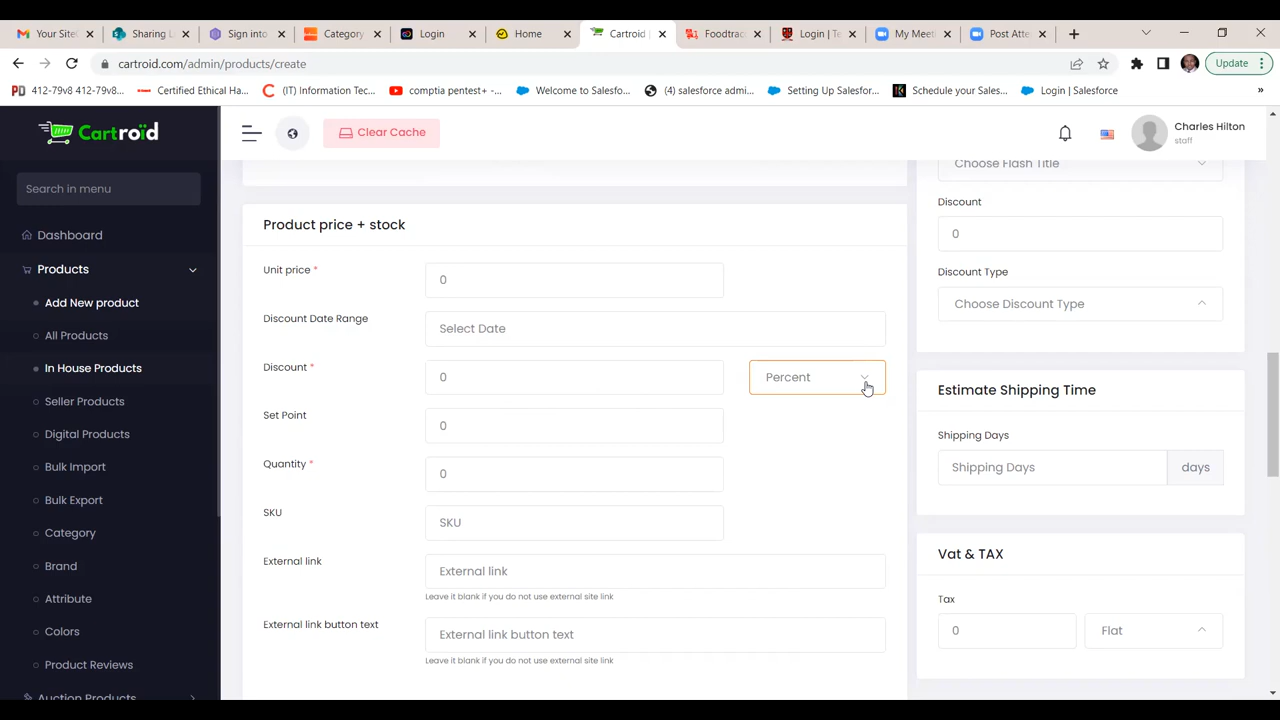 Your Site
Sharing L
Sign into
Category
Login
Home
Cartroid |
Foodtrac
Login | Te
My Meeti
Post Atte
cartroid.com/admin/products/create
Update
412-79v8 412-79v8...
Certified Ethical Ha...
(IT) Information Tec...
comptia pentest+ -...
Welcome to Salesfo...
(4) salesforce admi...
Setting Up Salesfor...
Schedule your Sales...
Login | Salesforce
»
Cartroïd
Clear Cache
Charles Hilton
staff
Search in menu
Dashboard
Products
Add New product
All Products
In House Products
Seller Products
Digital Products
Bulk Import
Bulk Export
Category
Brand
Attribute
Colors
Product Reviews
Auction Products
Product price + stock
Unit price *
0
Discount Date Range
Select Date
Discount *
0
Percent
Set Point
0
Quantity *
0
SKU
SKU
External link
External link
Leave it blank if you do not use external site link
External link button text
External link button text
Leave it blank if you do not use external site link
Choose Flash Title
Discount
0
Discount Type
Choose Discount Type
Estimate Shipping Time
Shipping Days
Shipping Days
days
Vat & TAX
Tax
0
Flat